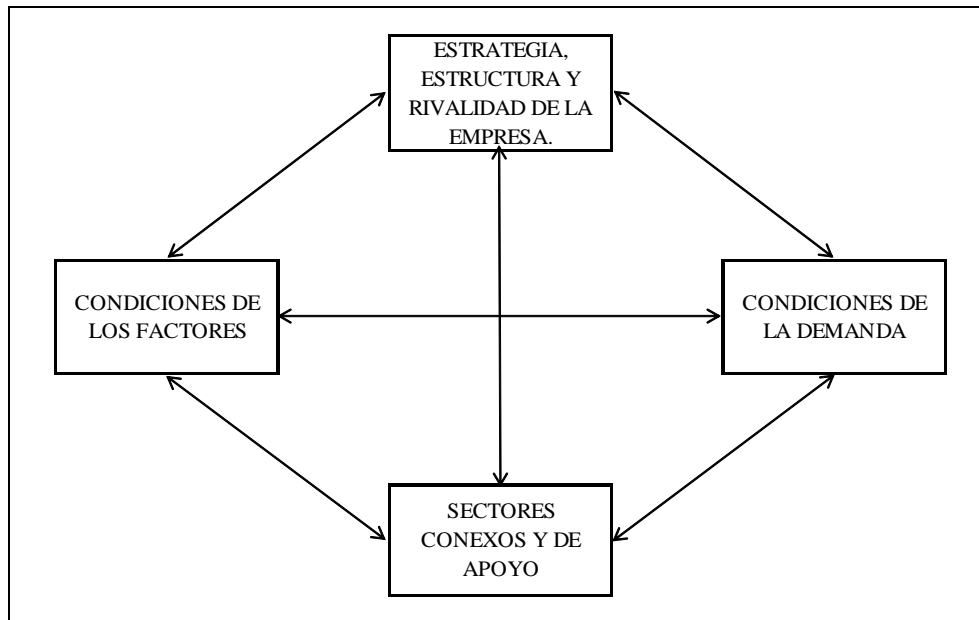 ESTRATEGIA,
ESTRUCTURA Y
RIVALIDAD DE LA
EMPRESA.
CONDICIONES DE
LOS FACTORES
CONDICIONES DE
LA DEMANDA
SECTORES
CONEXOS Y DE
APOYO